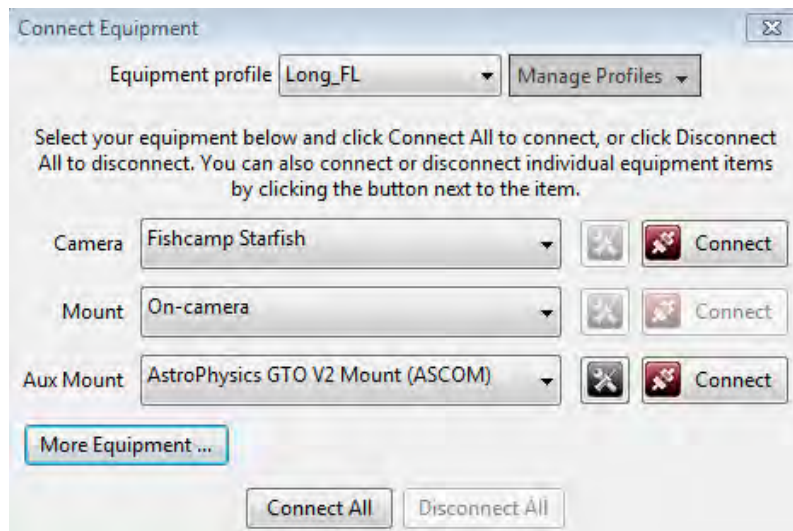 Connect Equipment
Equipment profile Long_FL Manage Profiles
Select your equipment below and click Connect All to connect, or click Disconnect
All to disconnect. You can also connect or disconnect individual equipment items
by clicking the button next to the item.
Camera Fishcamp Starfish Connect
Mount On-camera Connect
Aux Mount AstroPhysics GTO V2 Mount (ASCOM) Connect
More Equipment ...
Connect All Disconnect All